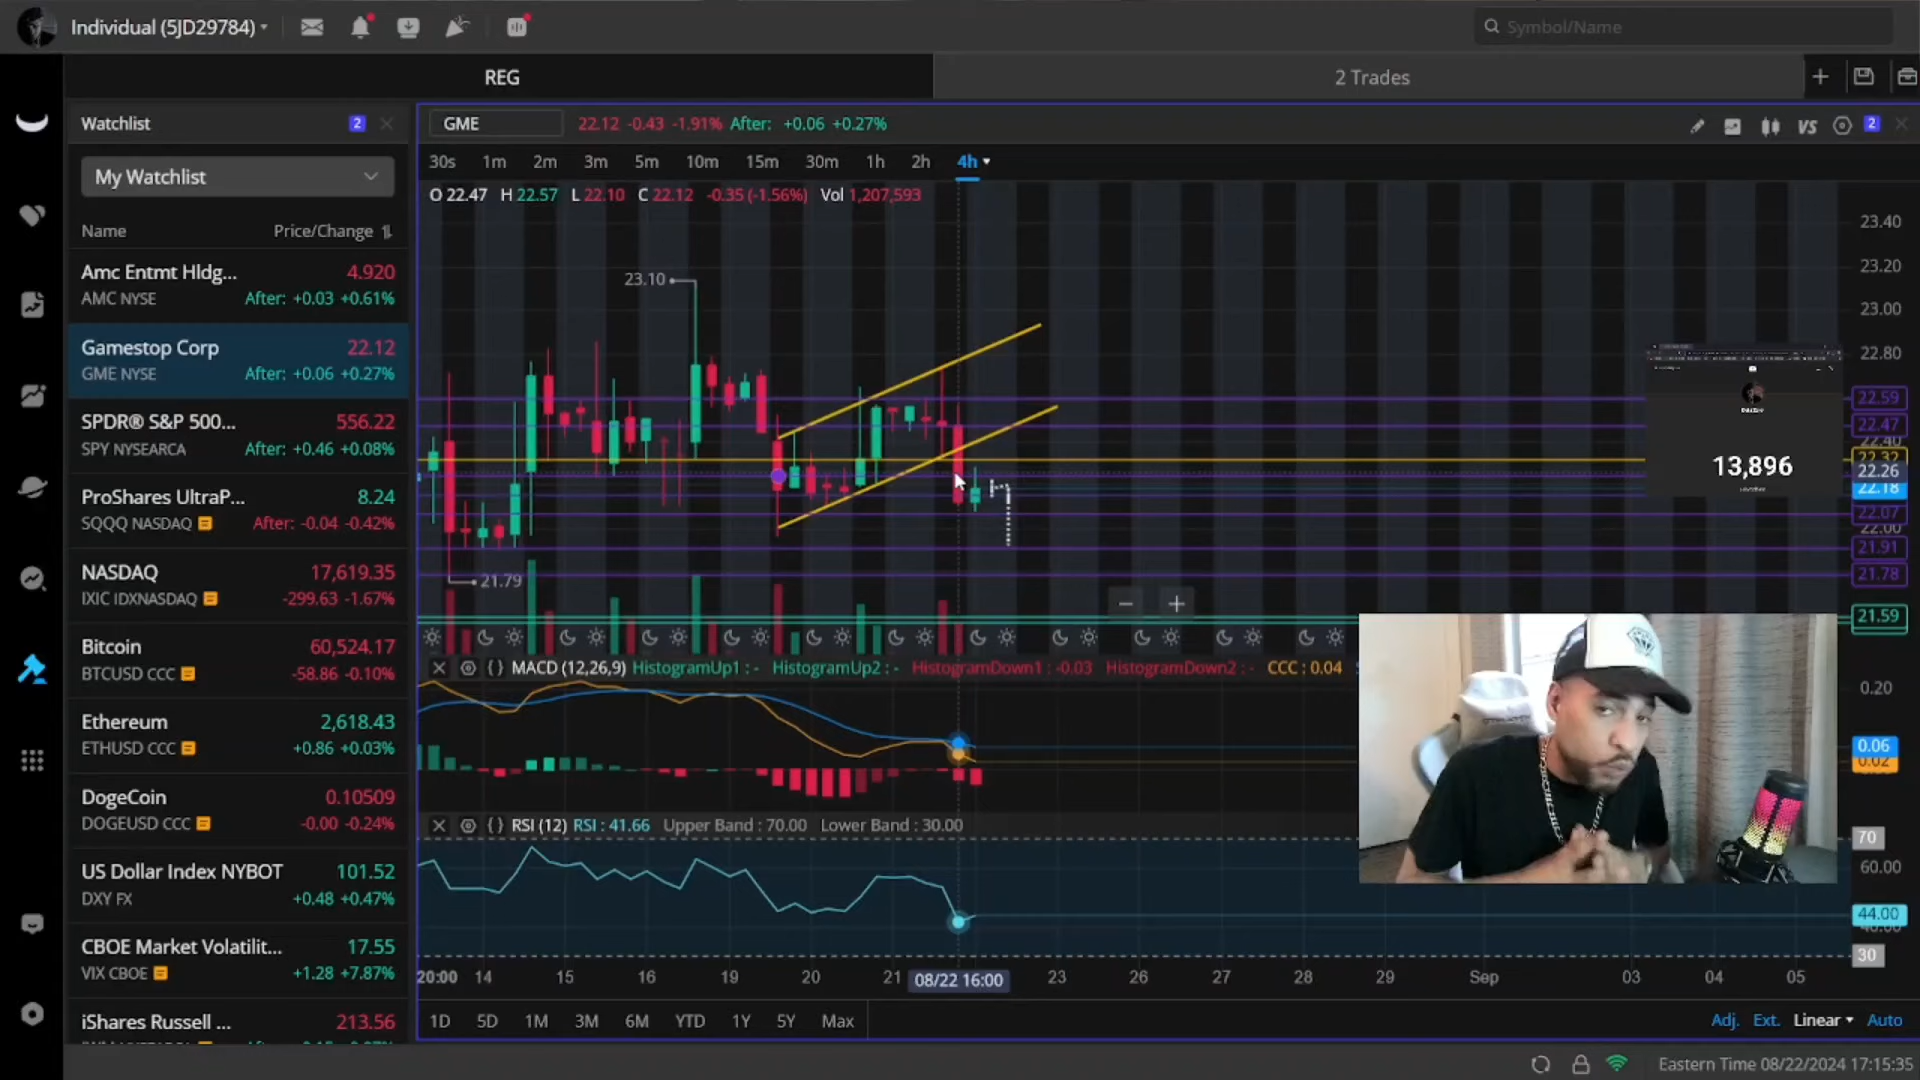 Individual (5JD29784)
Symbol/Name
REG
2 Trades
Watchlist
2
My Watchlist
Name
Price/Change
Amc Entmt Hldg...
4.920
AMC NYSE
After: +0.03 +0.61%
Gamestop Corp
22.12
GME NYSE
After: +0.06 +0.27%
SPDR® S&P 500...
556.22
SPY NYSEARCA
After: +0.46 +0.08%
ProShares UltraP...
8.24
SQQQ NASDAQ
After: -0.04 -0.42%
NASDAQ
17,619.35
IXIC IDXNASDAQ
-299.63 -1.67%
Bitcoin
60,524.17
BTCUSD CCC
-58.86 -0.10%
Ethereum
2,618.43
ETHUSD CCC
+0.86 +0.03%
DogeCoin
0.10509
DOGEUSD CCC
-0.00 -0.24%
US Dollar Index NYBOT
101.52
DXY FX
+0.48 +0.47%
CBOE Market Volatilit...
17.55
VIX CBOE
+1.28 +7.87%
iShares Russell ...
213.56
GME
22.12 -0.43 -1.91% After: +0.06 +0.27%
VS
2
30s 1m 2m 3m 5m 10m 15m 30m 1h 2h 4h
O 22.47 H 22.57 L 22.10 C 22.12 -0.35 (-1.56%) Vol 1,207,593
23.10
21.79
23.40
23.20
23.00
22.80
22.59
22.47
22.40
22.32
22.26
22.18
22.07
22.00
21.91
21.78
21.59
13,896
MACD (12,26,9) HistogramUp1 : - HistogramUp2 : - HistogramDown1 : -0.03 HistogramDown2 : - CCC : 0.04
0.20
0.06
0.02
RSI (12) RSI : 41.66 Upper Band : 70.00 Lower Band : 30.00
70
60.00
44.00
30
20:00 14 15 16 19 20 21 08/22 16:00 23 26 27 28 29 Sep 03 04 05
1D 5D 1M 3M 6M YTD 1Y 5Y Max
Adj. Ext. Linear Auto
Eastern Time 08/22/2024 17:15:35